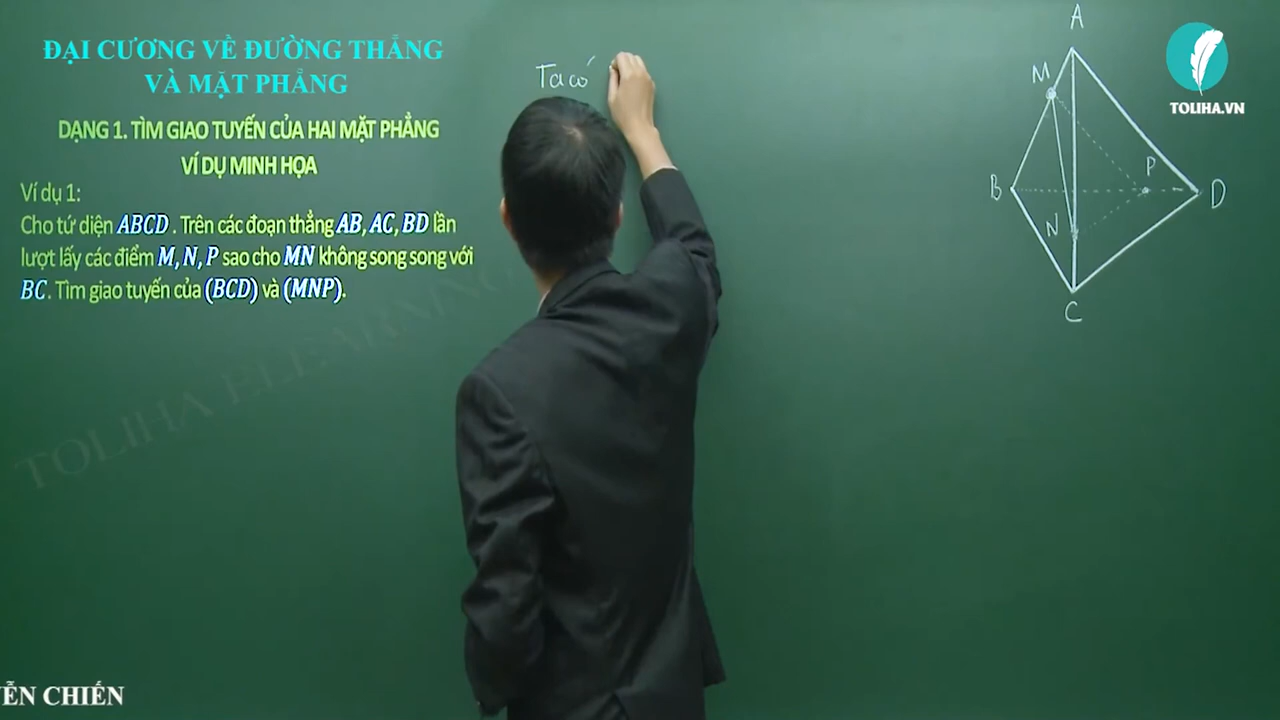 ĐẠI CƯƠNG VỀ ĐƯỜNG THẲNG
VÀ MẶT PHẲNG
DẠNG 1. TÌM GIAO TUYẾN CỦA HAI MẶT PHẲNG
VÍ DỤ MINH HỌA
Ví dụ 1:
Cho tứ diện ABCD . Trên các đoạn thẳng AB, AC, BD lần
lượt lấy các điểm M, N, P sao cho MN không song song với
BC. Tìm giao tuyến của (BCD) và (MNP).
Ta có
A
M
B
P
D
N
C
TOLIHA.VN
TOLIHA ELEARNING
ỄN CHIẾN